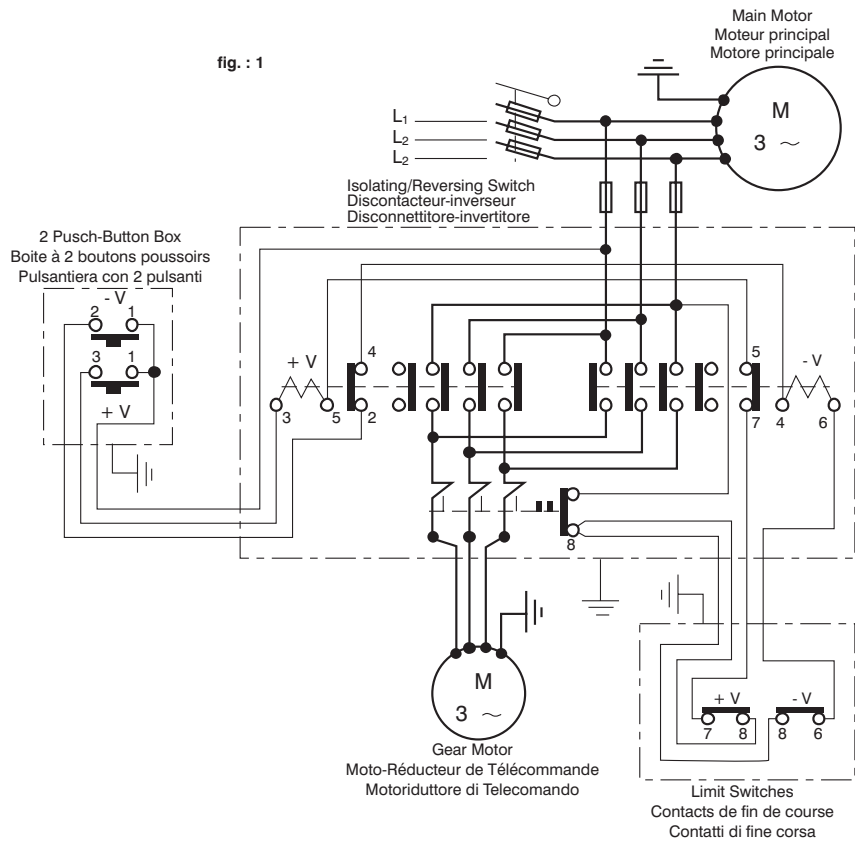 fig. : 1
Main Motor
Moteur principal
Motore principale
M
3 ~
L1
L2
L2
Isolating/Reversing Switch
Discontacteur-inverseur
Disconnettitore-invertitore
2 Pusch-Button Box
Boite à 2 boutons poussoirs
Pulsantiera con 2 pulsanti
- V
2 1
3 1
+ V
+ V
3 5
4
2
5
7
- V
4 6
8
M
3 ~
Gear Motor
Moto-Réducteur de Télécommande
Motoriduttore di Telecomando
+ V - V
7 8 8 6
Limit Switches
Contacts de fin de course
Contatti di fine corsa